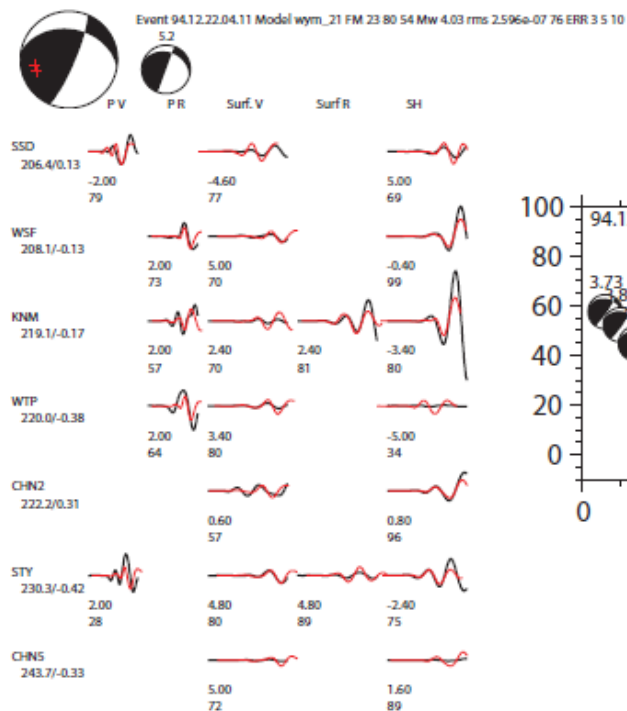 Event 94.12.22.04.11 Model wym_21 FM 23 80 54 Mw 4.03 rms 2.596e-07 76 ERR 3 5 10
5.2
P V P R Surf. V Surf R SH
SSD
206.4/0.13
-2.00 -4.60 5.00
79 77 69
WSF
208.1/-0.13
2.00 5.00 -0.40
73 70 99
KNM
219.1/-0.17
2.00 2.40 2.40 -3.40
57 70 81 80
WTP
220.0/-0.38
2.00 3.40 -5.00
64 80 34
CHN2
222.2/0.31
0.60 0.80
57 96
STY
230.3/-0.42
2.00 4.80 4.80 -2.40
28 80 89 75
CHN5
243.7/-0.33
5.00 1.60
72 89
100
94.1
80
3.73
60
40
20
0
0